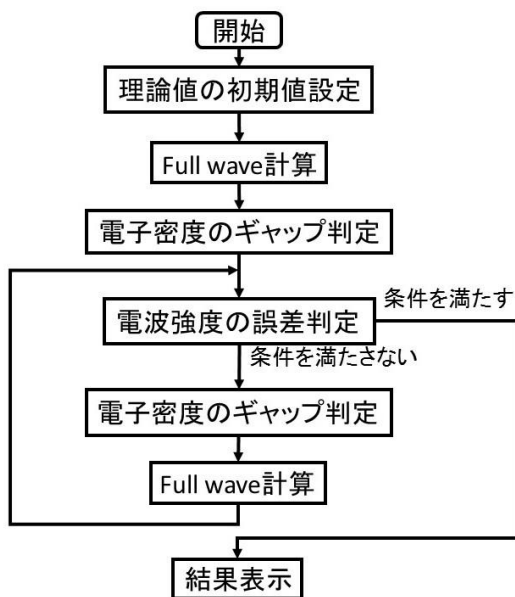 開始
理論値の初期値設定
Full wave計算
電子密度のギャップ判定
条件を満たす
電波強度の誤差判定
条件を満たさない
電子密度のギャップ判定
Full wave計算
結果表示